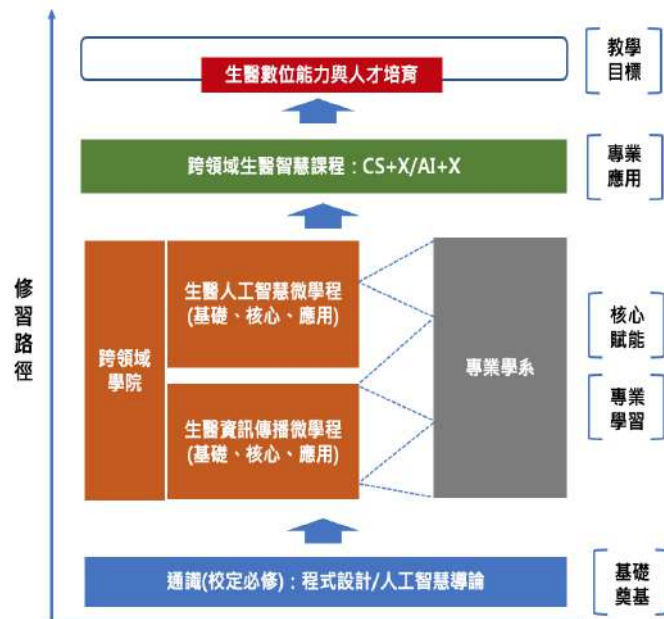 生醫數位能力與人才培育
教學
目標
跨領域生醫智慧課程：CS+X/AI+X
專業
應用
修
習
路
徑
跨領域
學院
生醫人工智慧微學程
(基礎、核心、應用)
生醫資訊傳播微學程
(基礎、核心、應用)
專業學系
核心
賦能
專業
學習
通識(校定必修)：程式設計/人工智慧導論
基礎
奠基